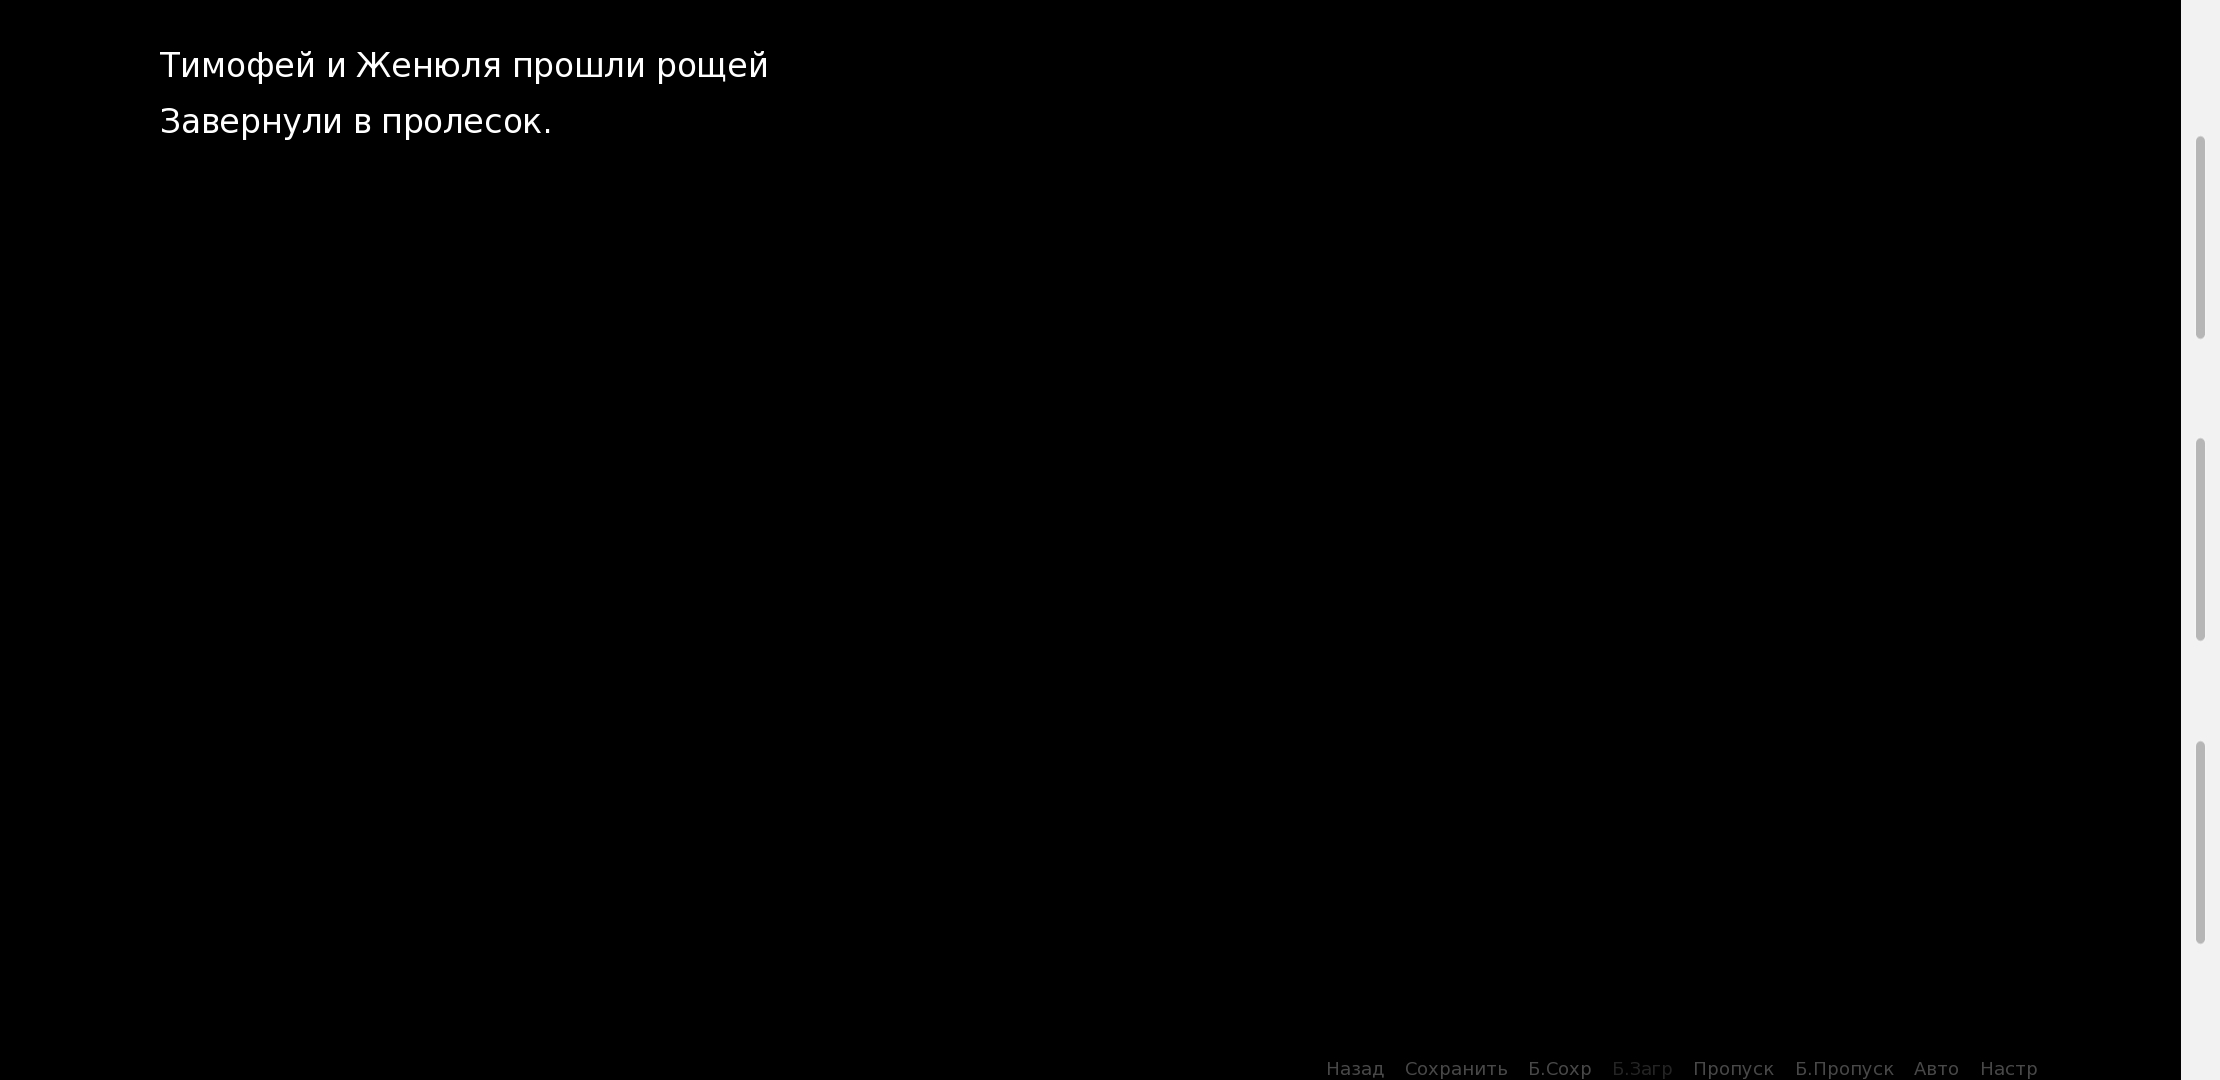 Тимофей и Женюля прошли рощей
Завернули в пролесок.
Назад Сохранить Б.Сохр Б.Загр Пропуск Б.Пропуск Авто Настр